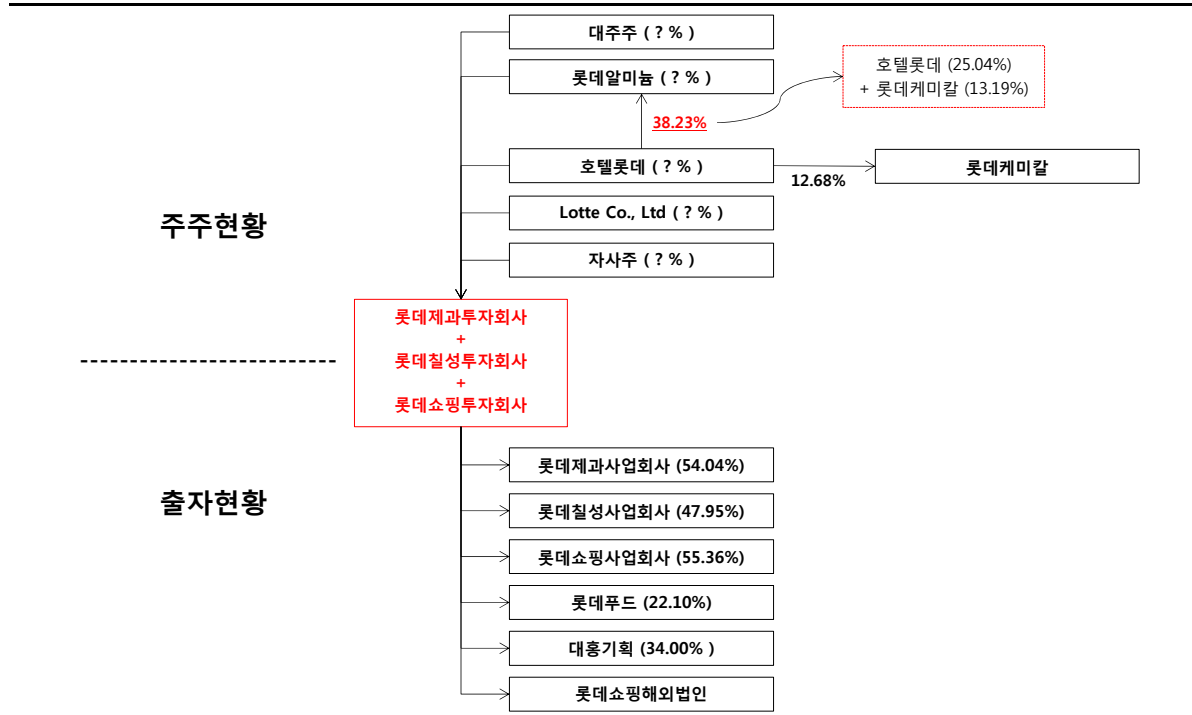 대주주 ( ? % )
롯데알미늄 ( ? % )
호텔롯데 (25.04%)
+ 롯데케미칼 (13.19%)
38.23%
호텔롯데 ( ? % )
12.68%
롯데케미칼
Lotte Co., Ltd ( ? % )
주주현황
자사주 ( ? % )
롯데제과투자회사
+
롯데칠성투자회사
+
롯데쇼핑투자회사
출자현황
롯데제과사업회사 (54.04%)
롯데칠성사업회사 (47.95%)
롯데쇼핑사업회사 (55.36%)
롯데푸드 (22.10%)
대홍기획 (34.00% )
롯데쇼핑해외법인